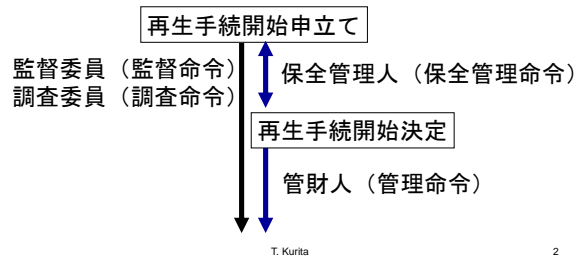 再生手続開始申立て
監督委員（監督命令）
調査委員（調査命令）
保全管理人（保全管理命令）
再生手続開始決定
管財人（管理命令）
T. Kurita
2